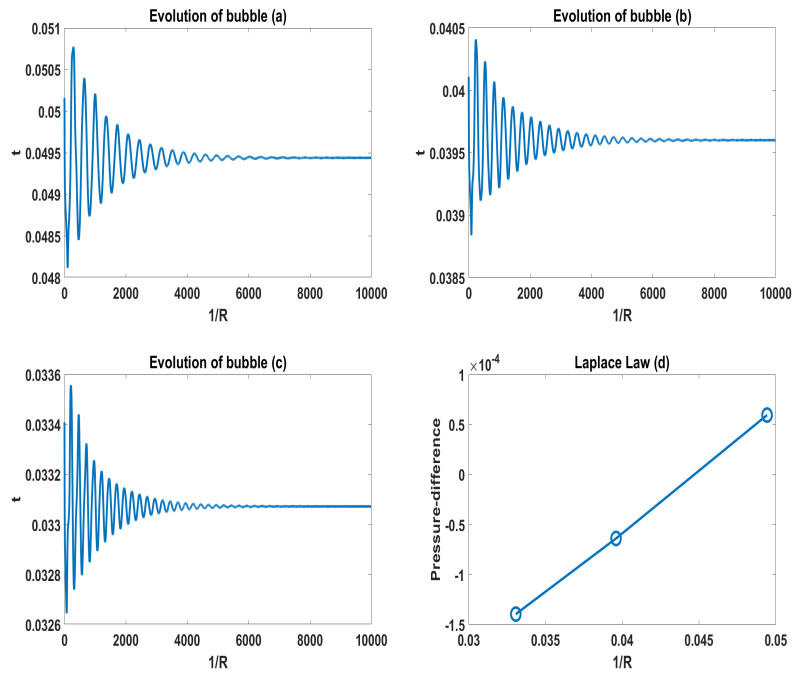 Evolution of bubble (a)
0.051
0.0505
0.05
0.0495
0.049
0.0485
0.048
t
0 2000 4000 6000 8000 10000
1/R
Evolution of bubble (b)
0.0405
0.04
0.0395
0.039
0.0385
t
0 2000 4000 6000 8000 10000
1/R
Evolution of bubble (c)
0.0336
0.0334
0.0332
0.033
0.0328
0.0326
t
0 2000 4000 6000 8000 10000
1/R
Laplace Law (d)
×10-4
1
0.5
0
-0.5
-1
-1.5
Pressure-difference
0.03 0.035 0.04 0.045 0.05
1/R